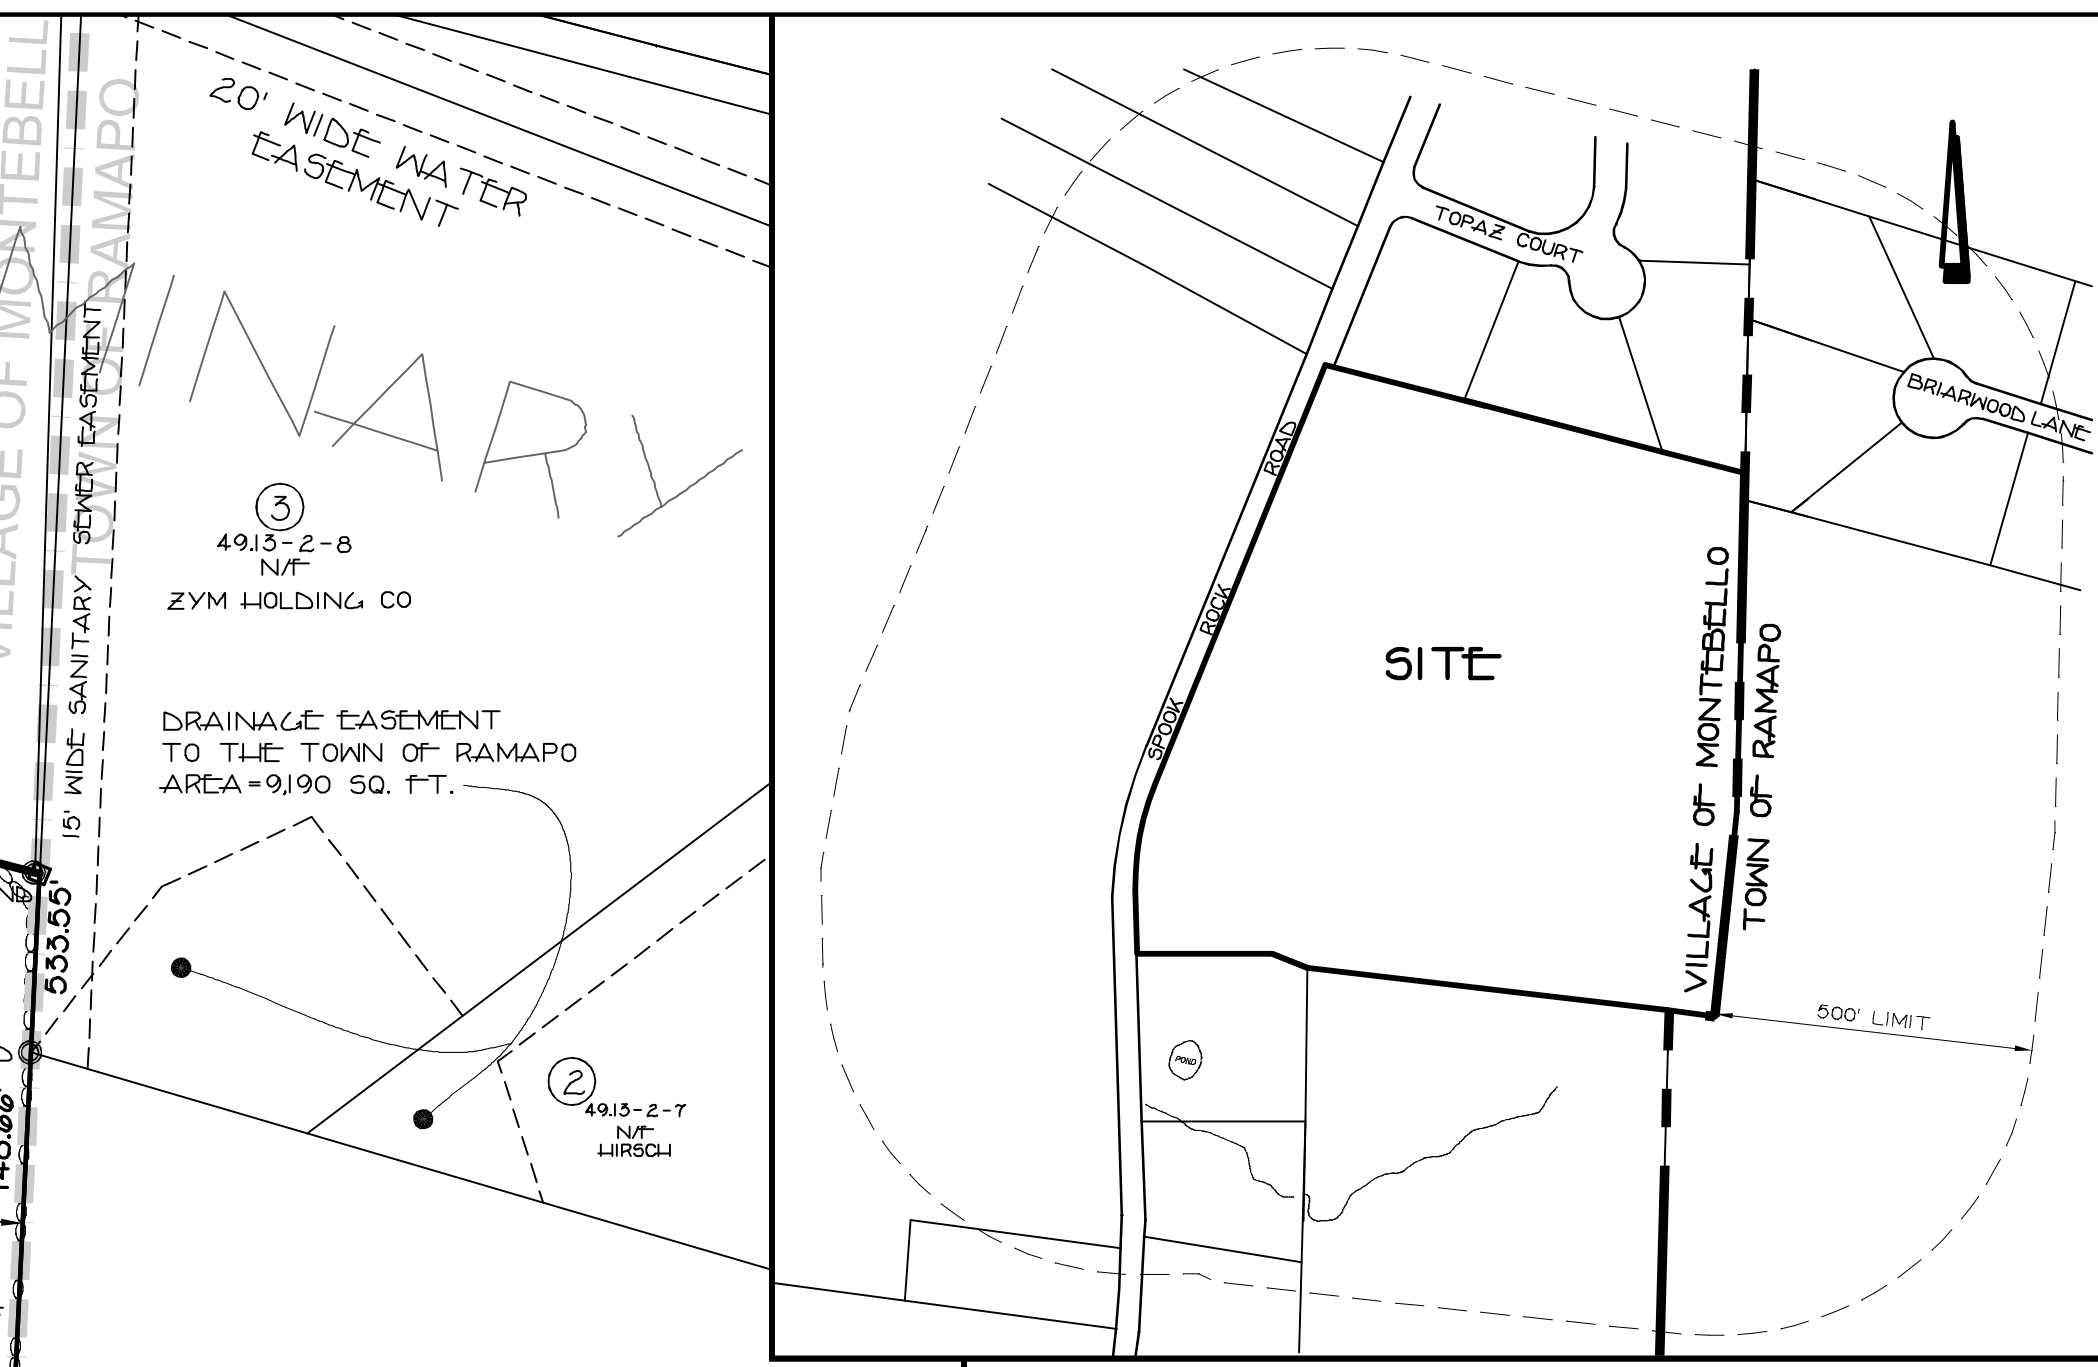 VILLAGE OF MONTEBELL
TOWN OF RAMAPO
20' WIDE WATER
EASEMENT
INARY
15' WIDE SANITARY SEWER EASEMENT
3
49.13-2-8
N/F
ZYM HOLDING CO
DRAINAGE EASEMENT
TO THE TOWN OF RAMAPO
AREA=9,190 SQ. FT.
533.55'
2
49.13-2-7
N/F
HIRSCH
TOPAZ COURT
BRIARWOOD LANE
SPOOK ROCK ROAD
SITE
VILLAGE OF MONTEBELLO
TOWN OF RAMAPO
500' LIMIT
POND